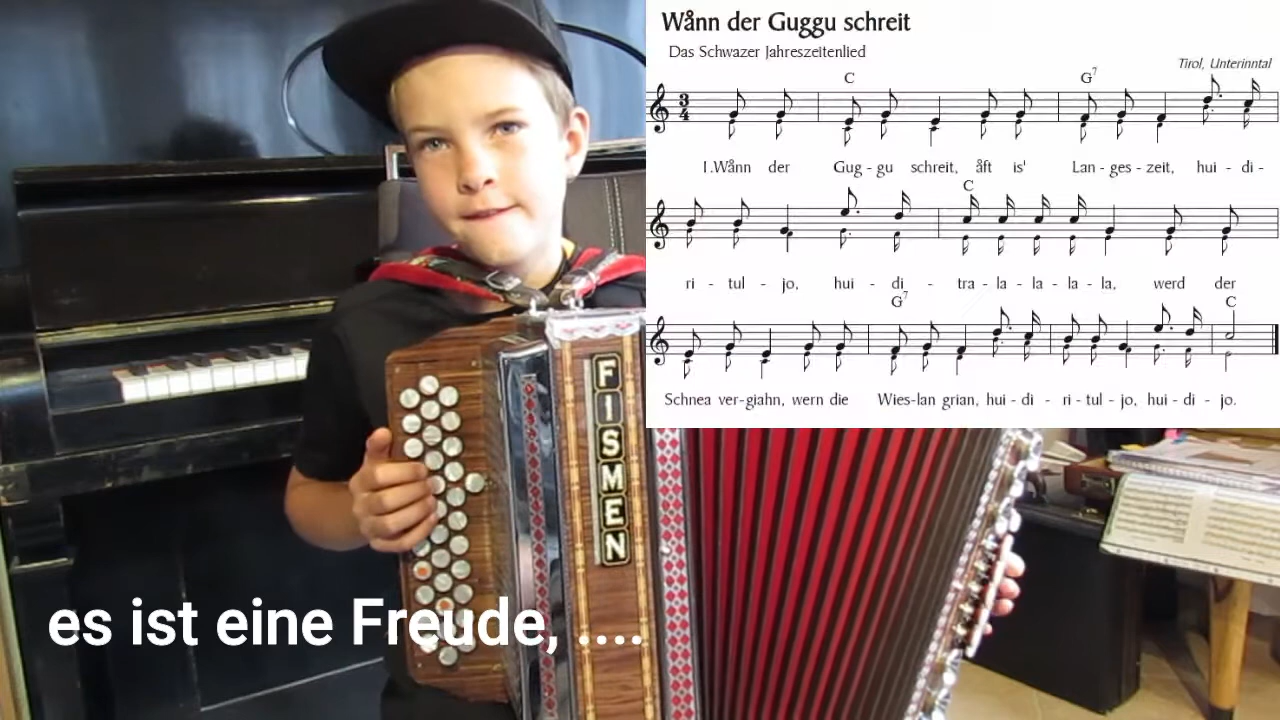 Wånn der Guggu schreit
Das Schwazer Jahreszeitenlied
Tirol, Unterinntal
C G7
3
4
1.Wånn der Gug - gu schreit, åft is' Lan - ges - zeit, hui - di -
C
ri - tul - jo, hui - di - tra - la - la - la - la, werd der
G7 C
Schnea ver-giahn, wern die Wies-lan grian, hui - di - ri - tul - jo, hui - di - jo.
FISMEN
es ist eine Freude, ....